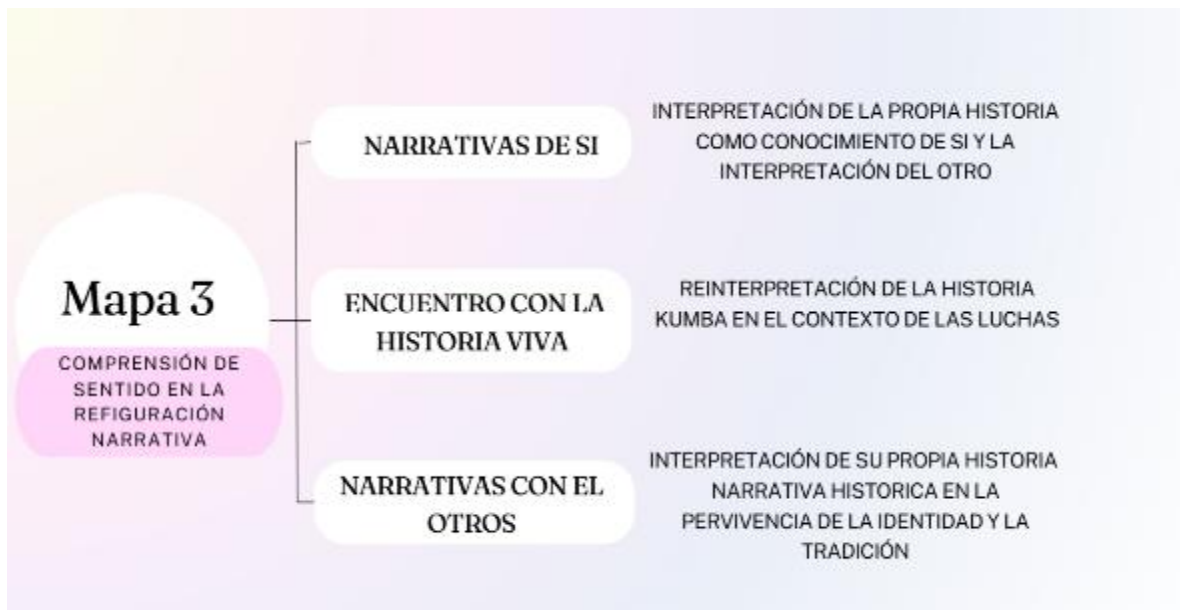 Mapa 3
COMPRENSIÓN DE
SENTIDO EN LA
REFIGURACIÓN
NARRATIVA
NARRATIVAS DE SI
INTERPRETACIÓN DE LA PROPIA HISTORIA
COMO CONOCIMIENTO DE SI Y LA
INTERPRETACIÓN DEL OTRO
ENCUENTRO CON LA
HISTORIA VIVA
REINTERPRETACIÓN DE LA HISTORIA
KUMBA EN EL CONTEXTO DE LAS LUCHAS
NARRATIVAS CON EL
OTROS
INTERPRETACIÓN DE SU PROPIA HISTORIA
NARRATIVA HISTORICA EN LA
PERVIVENCIA DE LA IDENTIDAD Y LA
TRADICIÓN